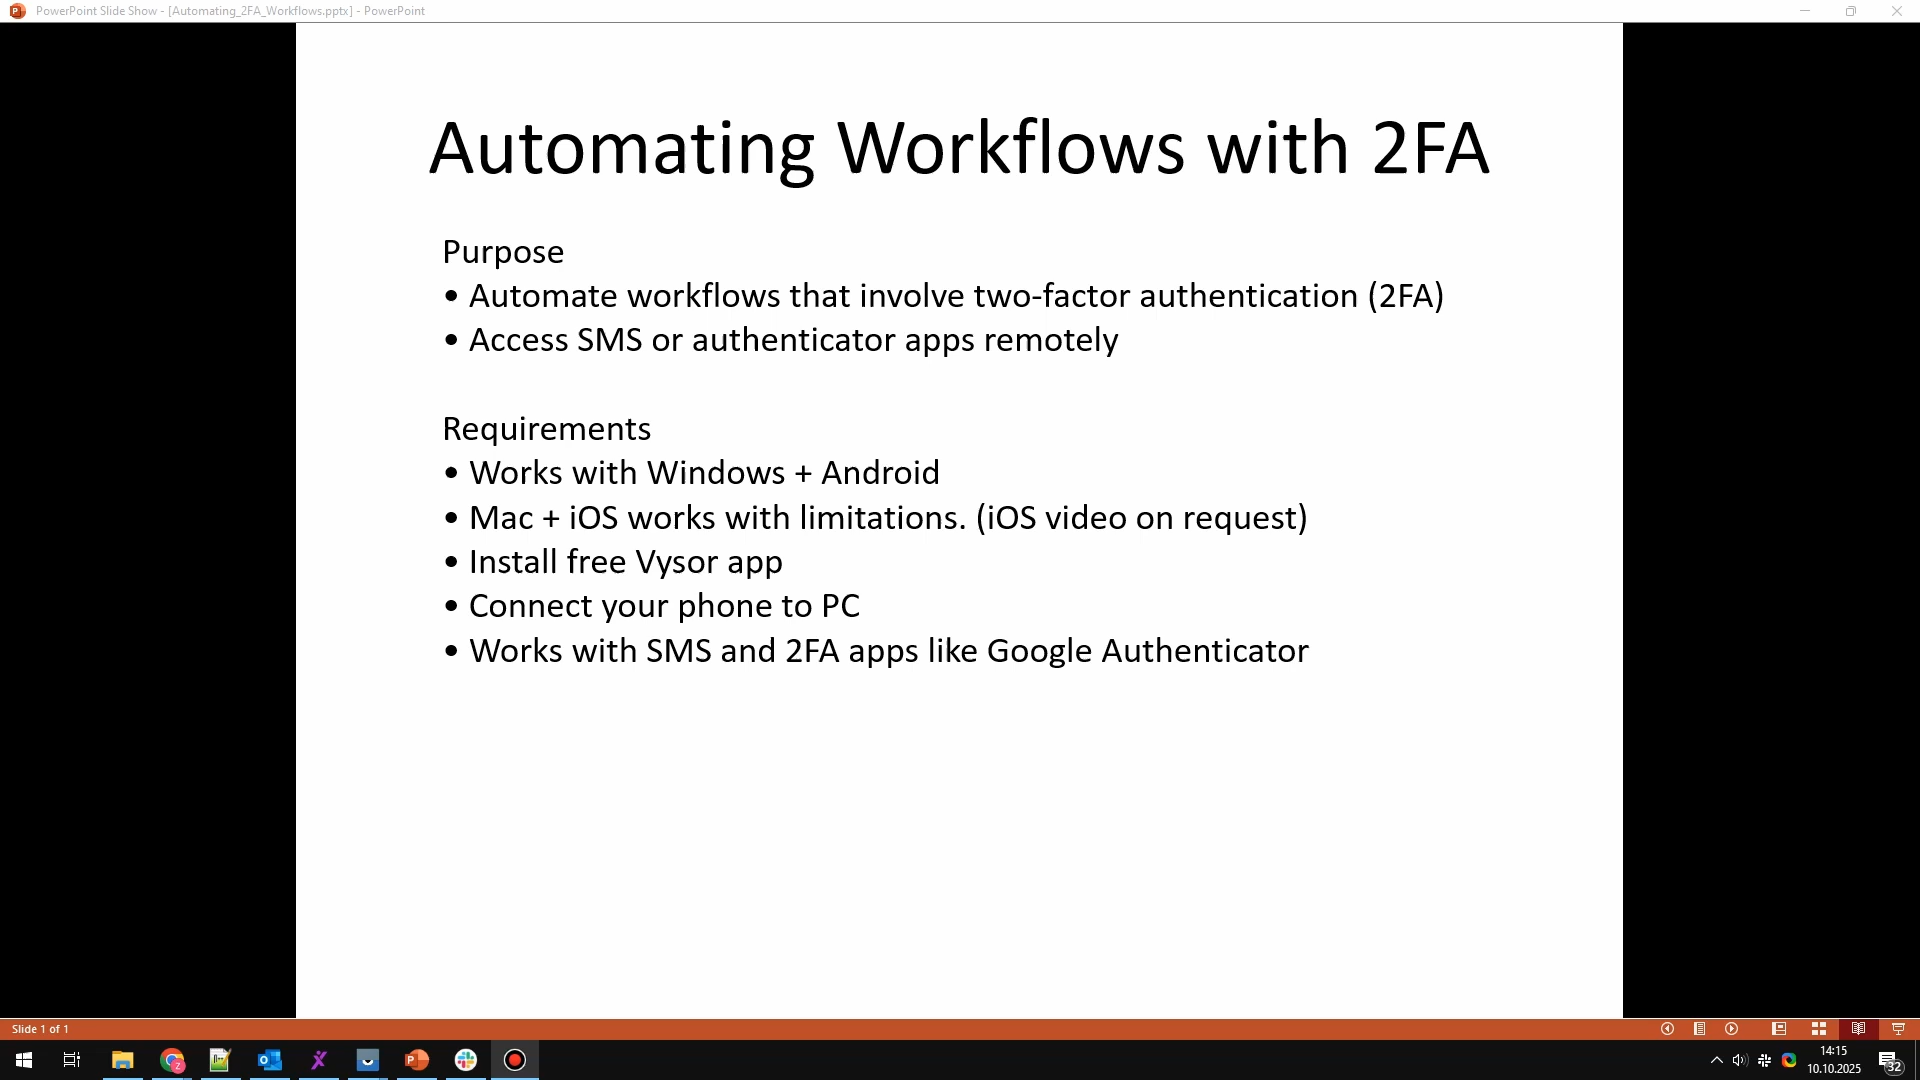 PowerPoint Slide Show - [Automating_2FA_Workflows.pptx] - PowerPoint
Automating Workflows with 2FA
Purpose
• Automate workflows that involve two-factor authentication (2FA)
• Access SMS or authenticator apps remotely
Requirements
• Works with Windows + Android
• Mac + iOS works with limitations. (iOS video on request)
• Install free Vysor app
• Connect your phone to PC
• Works with SMS and 2FA apps like Google Authenticator
Slide 1 of 1
14:15
10.10.2025
32